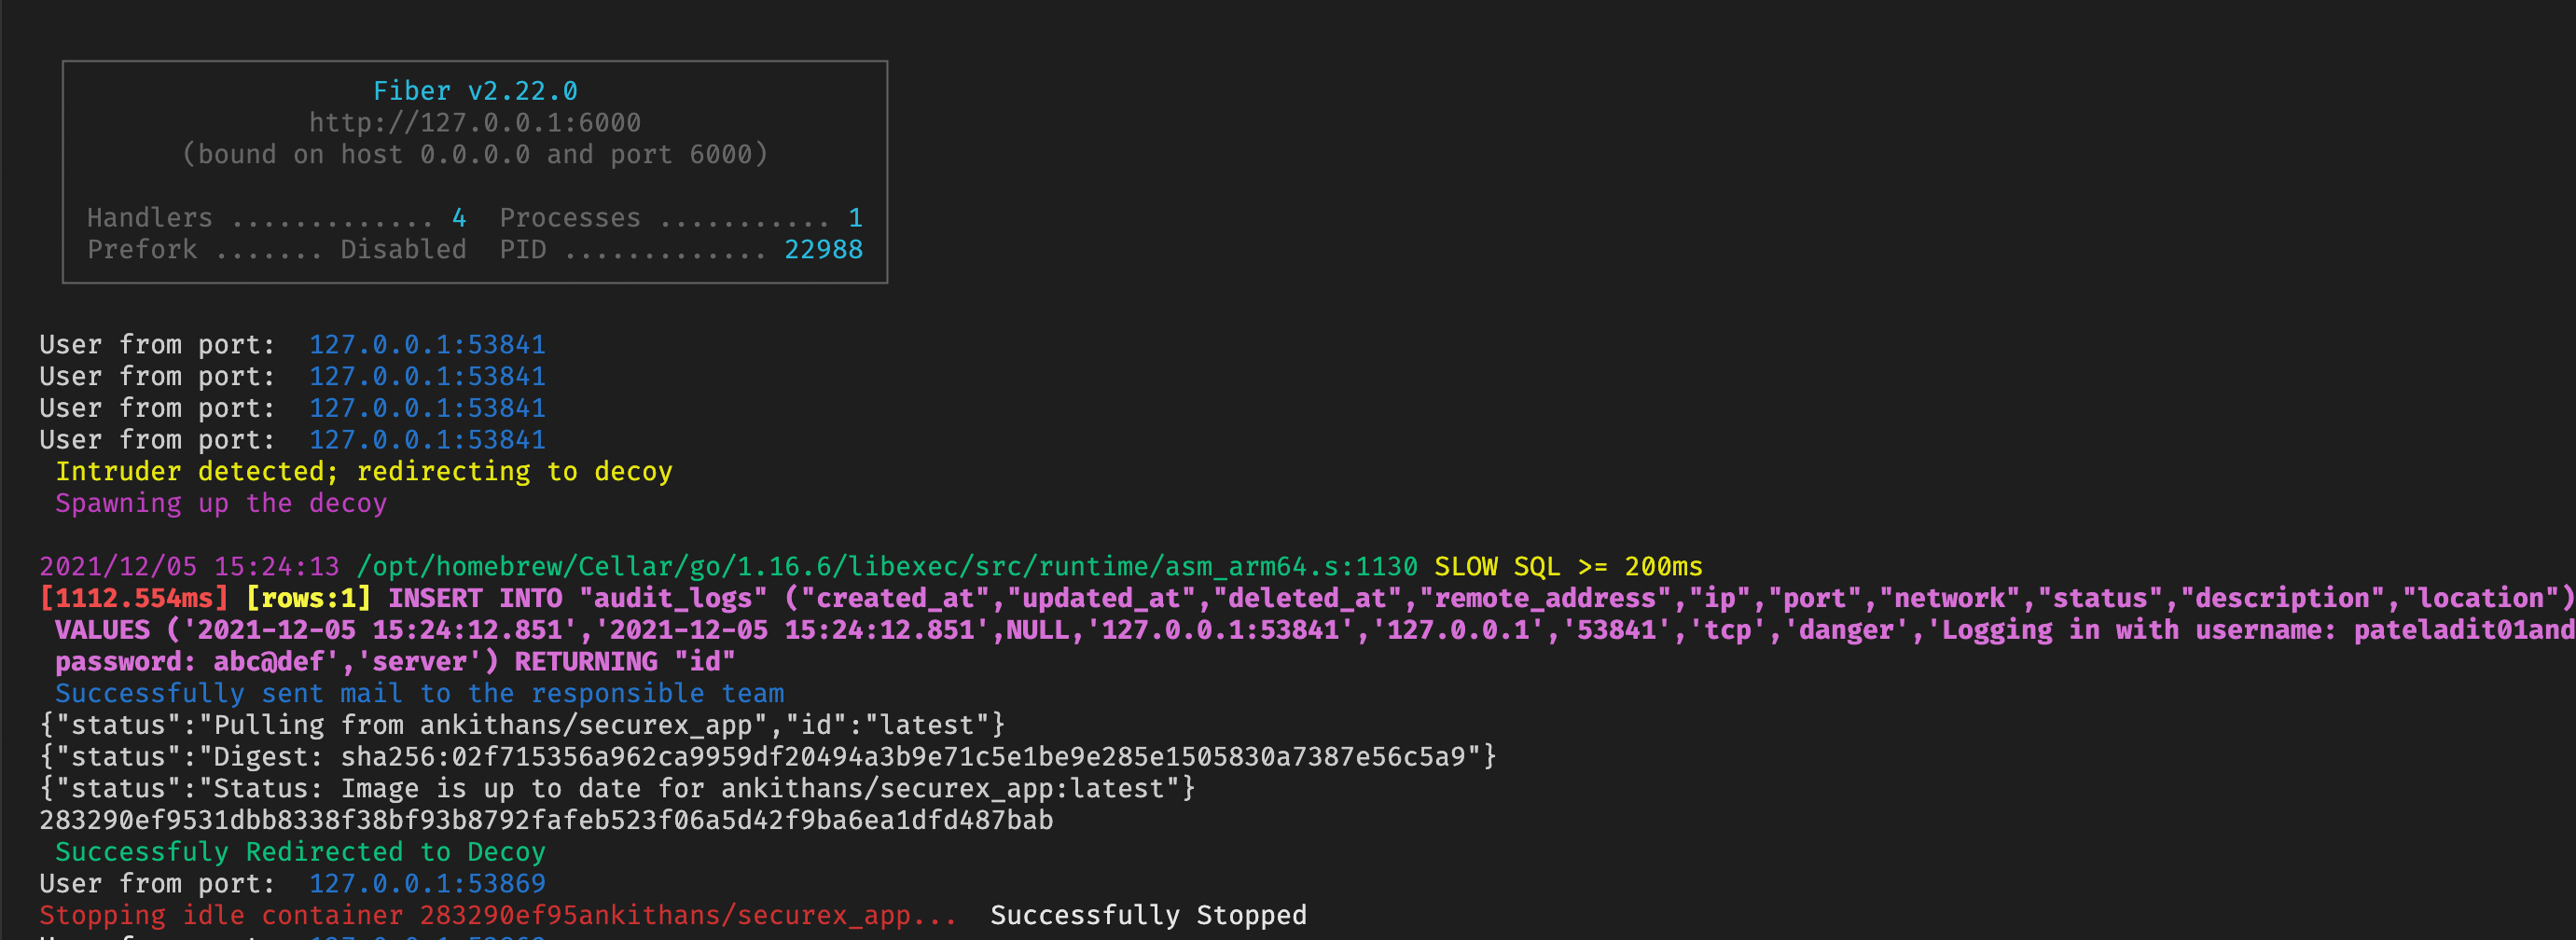 Fiber v2.22.0
http://127.0.0.1:6000
(bound on host 0.0.0.0 and port 6000)
Handlers ............. 4  Processes ........... 1
Prefork ....... Disabled  PID ............. 22988
User from port:  127.0.0.1:53841
User from port:  127.0.0.1:53841
User from port:  127.0.0.1:53841
User from port:  127.0.0.1:53841
Intruder detected; redirecting to decoy
Spawning up the decoy
2021/12/05 15:24:13 /opt/homebrew/Cellar/go/1.16.6/libexec/src/runtime/asm_arm64.s:1130 SLOW SQL >= 200ms
[1112.554ms] [rows:1] INSERT INTO "audit_logs" ("created_at","updated_at","deleted_at","remote_address","ip","port","network","status","description","location")
VALUES ('2021-12-05 15:24:12.851','2021-12-05 15:24:12.851',NULL,'127.0.0.1:53841','127.0.0.1','53841','tcp','danger','Logging in with username: pateladit01and
password: abc@def','server') RETURNING "id"
Successfully sent mail to the responsible team
{"status":"Pulling from ankithans/securex_app","id":"latest"}
{"status":"Digest: sha256:02f715356a962ca9959df20494a3b9e71c5e1be9e285e1505830a7387e56c5a9"}
{"status":"Status: Image is up to date for ankithans/securex_app:latest"}
283290ef9531dbb8338f38bf93b8792fafeb523f06a5d42f9ba6ea1dfd487bab
Successfuly Redirected to Decoy
User from port:  127.0.0.1:53869
Stopping idle container 283290ef95ankithans/securex_app...  Successfully Stopped
User from port:  127.0.0.1:53869